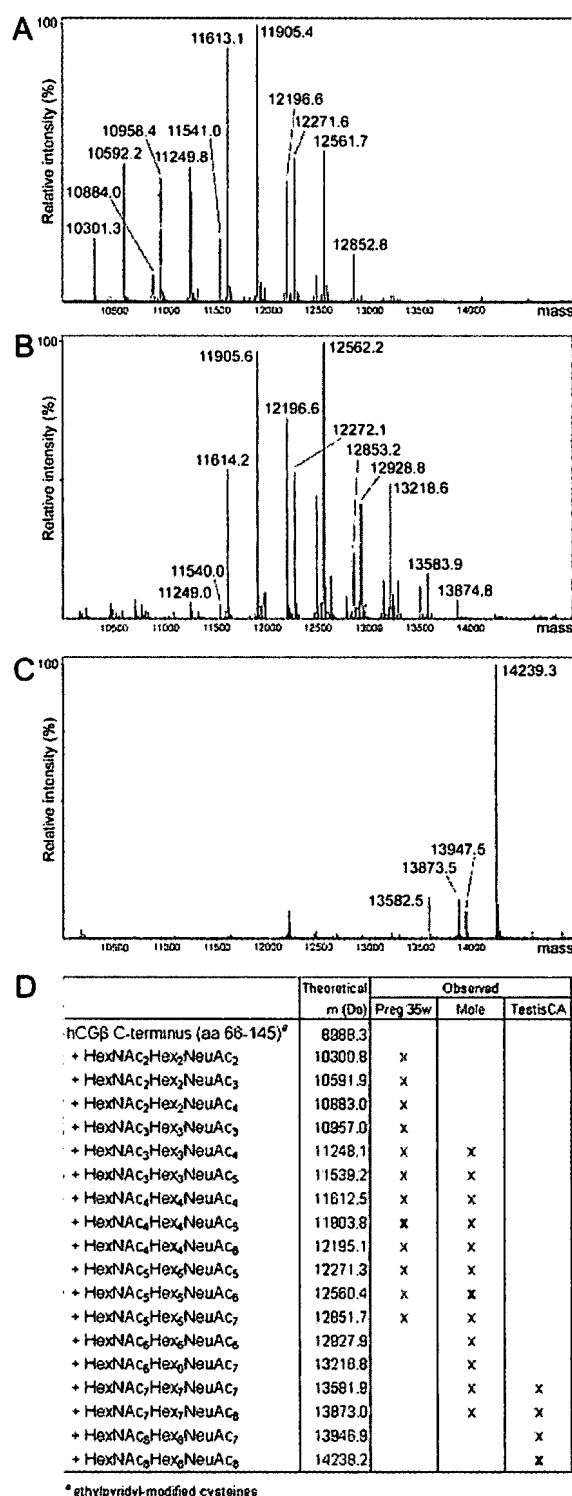 A
100
Relative intensity (%)
11613.1
11905.4
12196.6
12271.6
12561.7
10958.4
11541.0
10592.2
11249.8
10884.0
10301.3
12852.8
10500 11000 11500 12000 12500 13000 13500 14000 mass
B
100
Relative intensity (%)
11905.6
12562.2
12196.6
12272.1
12853.2
12928.8
11614.2
13218.6
11540.0
11249.0
13583.9
13874.8
10500 11000 11500 12000 12500 13000 13500 14000 mass
C
100
Relative intensity (%)
14239.3
13947.5
13873.5
13582.5
10500 11000 11500 12000 12500 13000 13500 14000 mass
D
Theoretical Observed
m (Da) Preg 35w Mole TestisCA
hCGβ C-terminus (aa 66-145)ª 8988.3
+ HexNAc₂Hex₂NeuAc₂ 10300.8 x
+ HexNAc₂Hex₂NeuAc₃ 10591.9 x
+ HexNAc₂Hex₂NeuAc₄ 10883.0 x
+ HexNAc₃Hex₃NeuAc₃ 10957.0 x
+ HexNAc₃Hex₃NeuAc₄ 11248.1 x x
+ HexNAc₃Hex₃NeuAc₅ 11539.2 x x
+ HexNAc₄Hex₄NeuAc₄ 11612.5 x x
+ HexNAc₄Hex₄NeuAc₅ 11903.8 x x
+ HexNAc₄Hex₄NeuAc₆ 12195.1 x x
+ HexNAc₅Hex₅NeuAc₅ 12271.3 x x
+ HexNAc₅Hex₅NeuAc₆ 12560.4 x x
+ HexNAc₅Hex₅NeuAc₇ 12851.7 x x
+ HexNAc₆Hex₆NeuAc₆ 12927.9 x
+ HexNAc₆Hex₆NeuAc₇ 13218.8 x
+ HexNAc₇Hex₇NeuAc₇ 13581.9 x x
+ HexNAc₇Hex₇NeuAc₈ 13873.0 x x
+ HexNAc₈Hex₈NeuAc₇ 13946.9 x
+ HexNAc₈Hex₈NeuAc₈ 14238.2 x
ª ethylpyridyl-modified cysteines